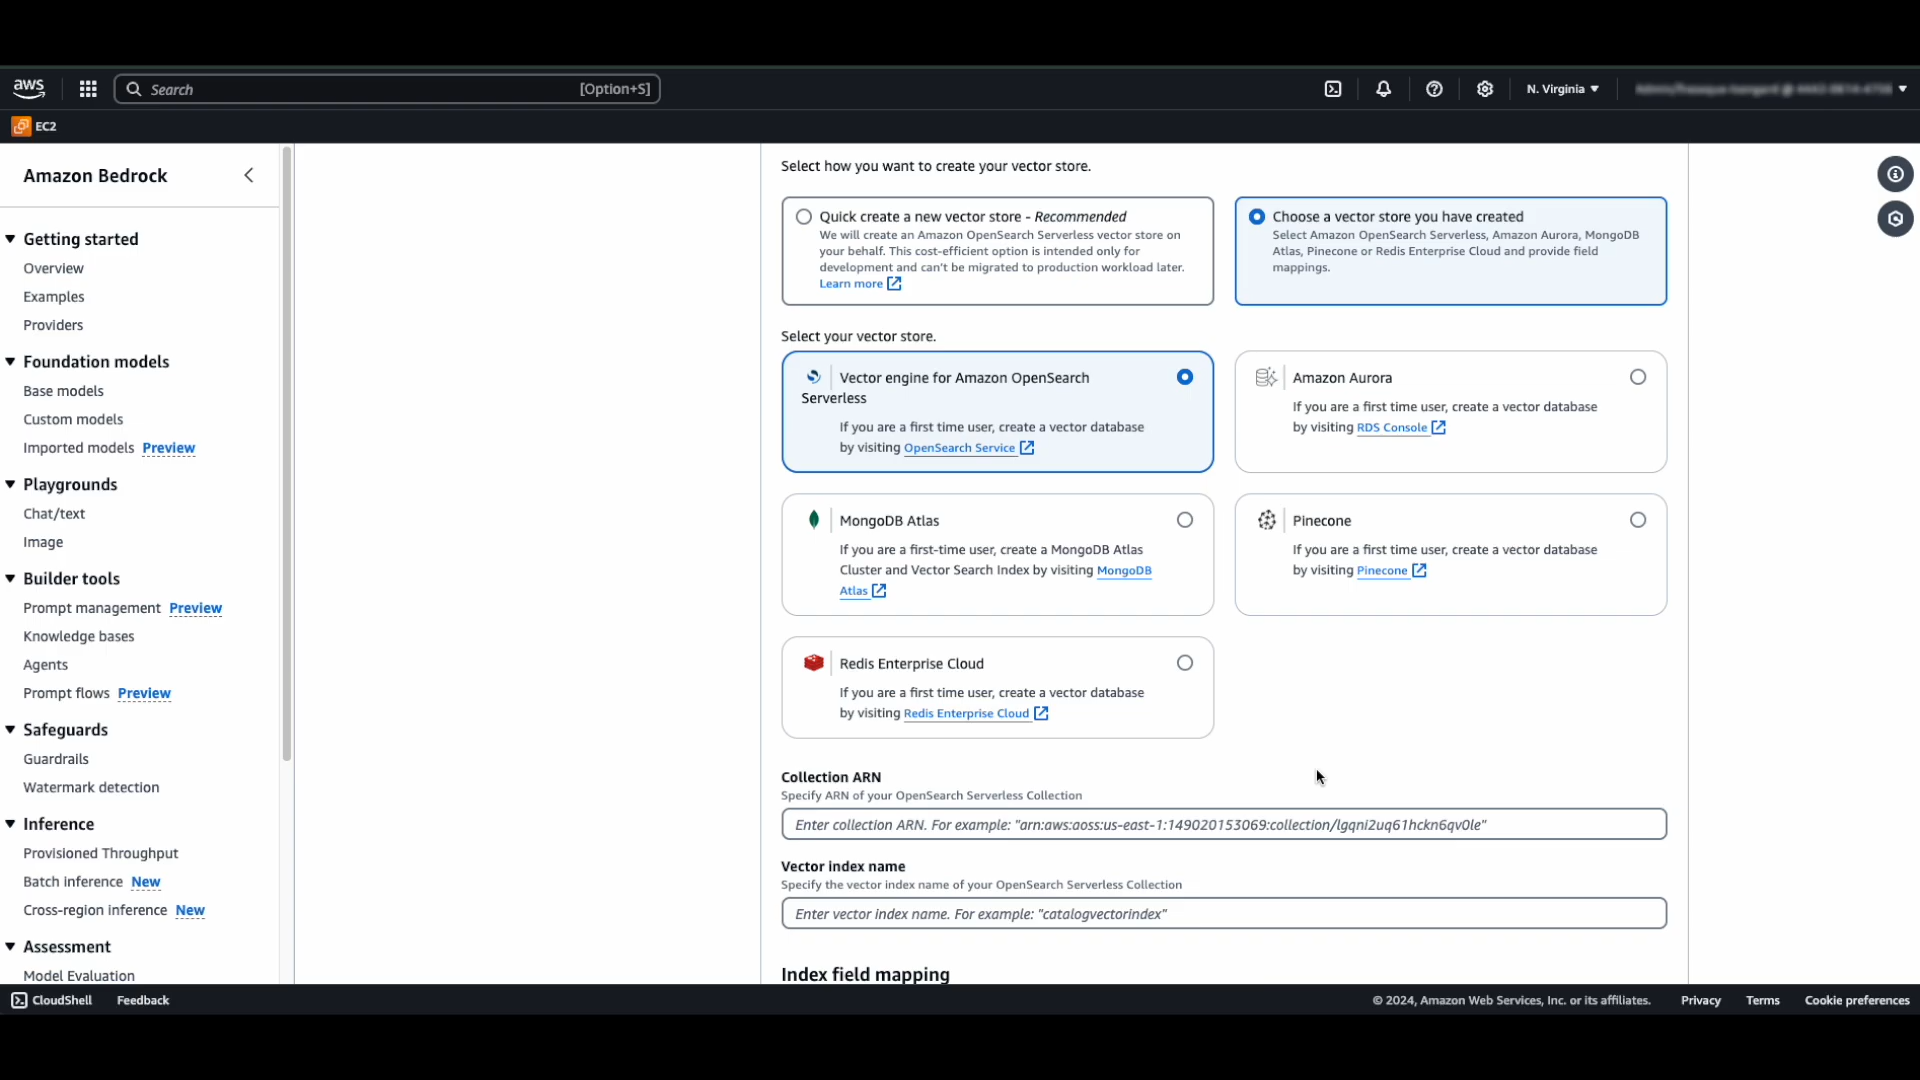 aws
Search
[Option+S]
N. Virginia
EC2
Amazon Bedrock
Getting started
Overview
Examples
Providers
Foundation models
Base models
Custom models
Imported models Preview
Playgrounds
Chat/text
Image
Builder tools
Prompt management Preview
Knowledge bases
Agents
Prompt flows Preview
Safeguards
Guardrails
Watermark detection
Inference
Provisioned Throughput
Batch inference New
Cross-region inference New
Assessment
Model Evaluation
Select how you want to create your vector store.
Quick create a new vector store - Recommended
We will create an Amazon OpenSearch Serverless vector store on
your behalf. This cost-efficient option is intended only for
development and can't be migrated to production workload later.
Learn more
Choose a vector store you have created
Select Amazon OpenSearch Serverless, Amazon Aurora, MongoDB
Atlas, Pinecone or Redis Enterprise Cloud and provide field
mappings.
Select your vector store.
Vector engine for Amazon OpenSearch
Serverless
If you are a first time user, create a vector database
by visiting OpenSearch Service
Amazon Aurora
If you are a first time user, create a vector database
by visiting RDS Console
MongoDB Atlas
If you are a first-time user, create a MongoDB Atlas
Cluster and Vector Search Index by visiting MongoDB
Atlas
Pinecone
If you are a first time user, create a vector database
by visiting Pinecone
Redis Enterprise Cloud
If you are a first time user, create a vector database
by visiting Redis Enterprise Cloud
Collection ARN
Specify ARN of your OpenSearch Serverless Collection
Enter collection ARN. For example: "arn:aws:aoss:us-east-1:149020153069:collection/lgqni2uq61hckn6qv0le"
Vector index name
Specify the vector index name of your OpenSearch Serverless Collection
Enter vector index name. For example: "catalogvectorindex"
Index field mapping
CloudShell
Feedback
© 2024, Amazon Web Services, Inc. or its affiliates.
Privacy
Terms
Cookie preferences